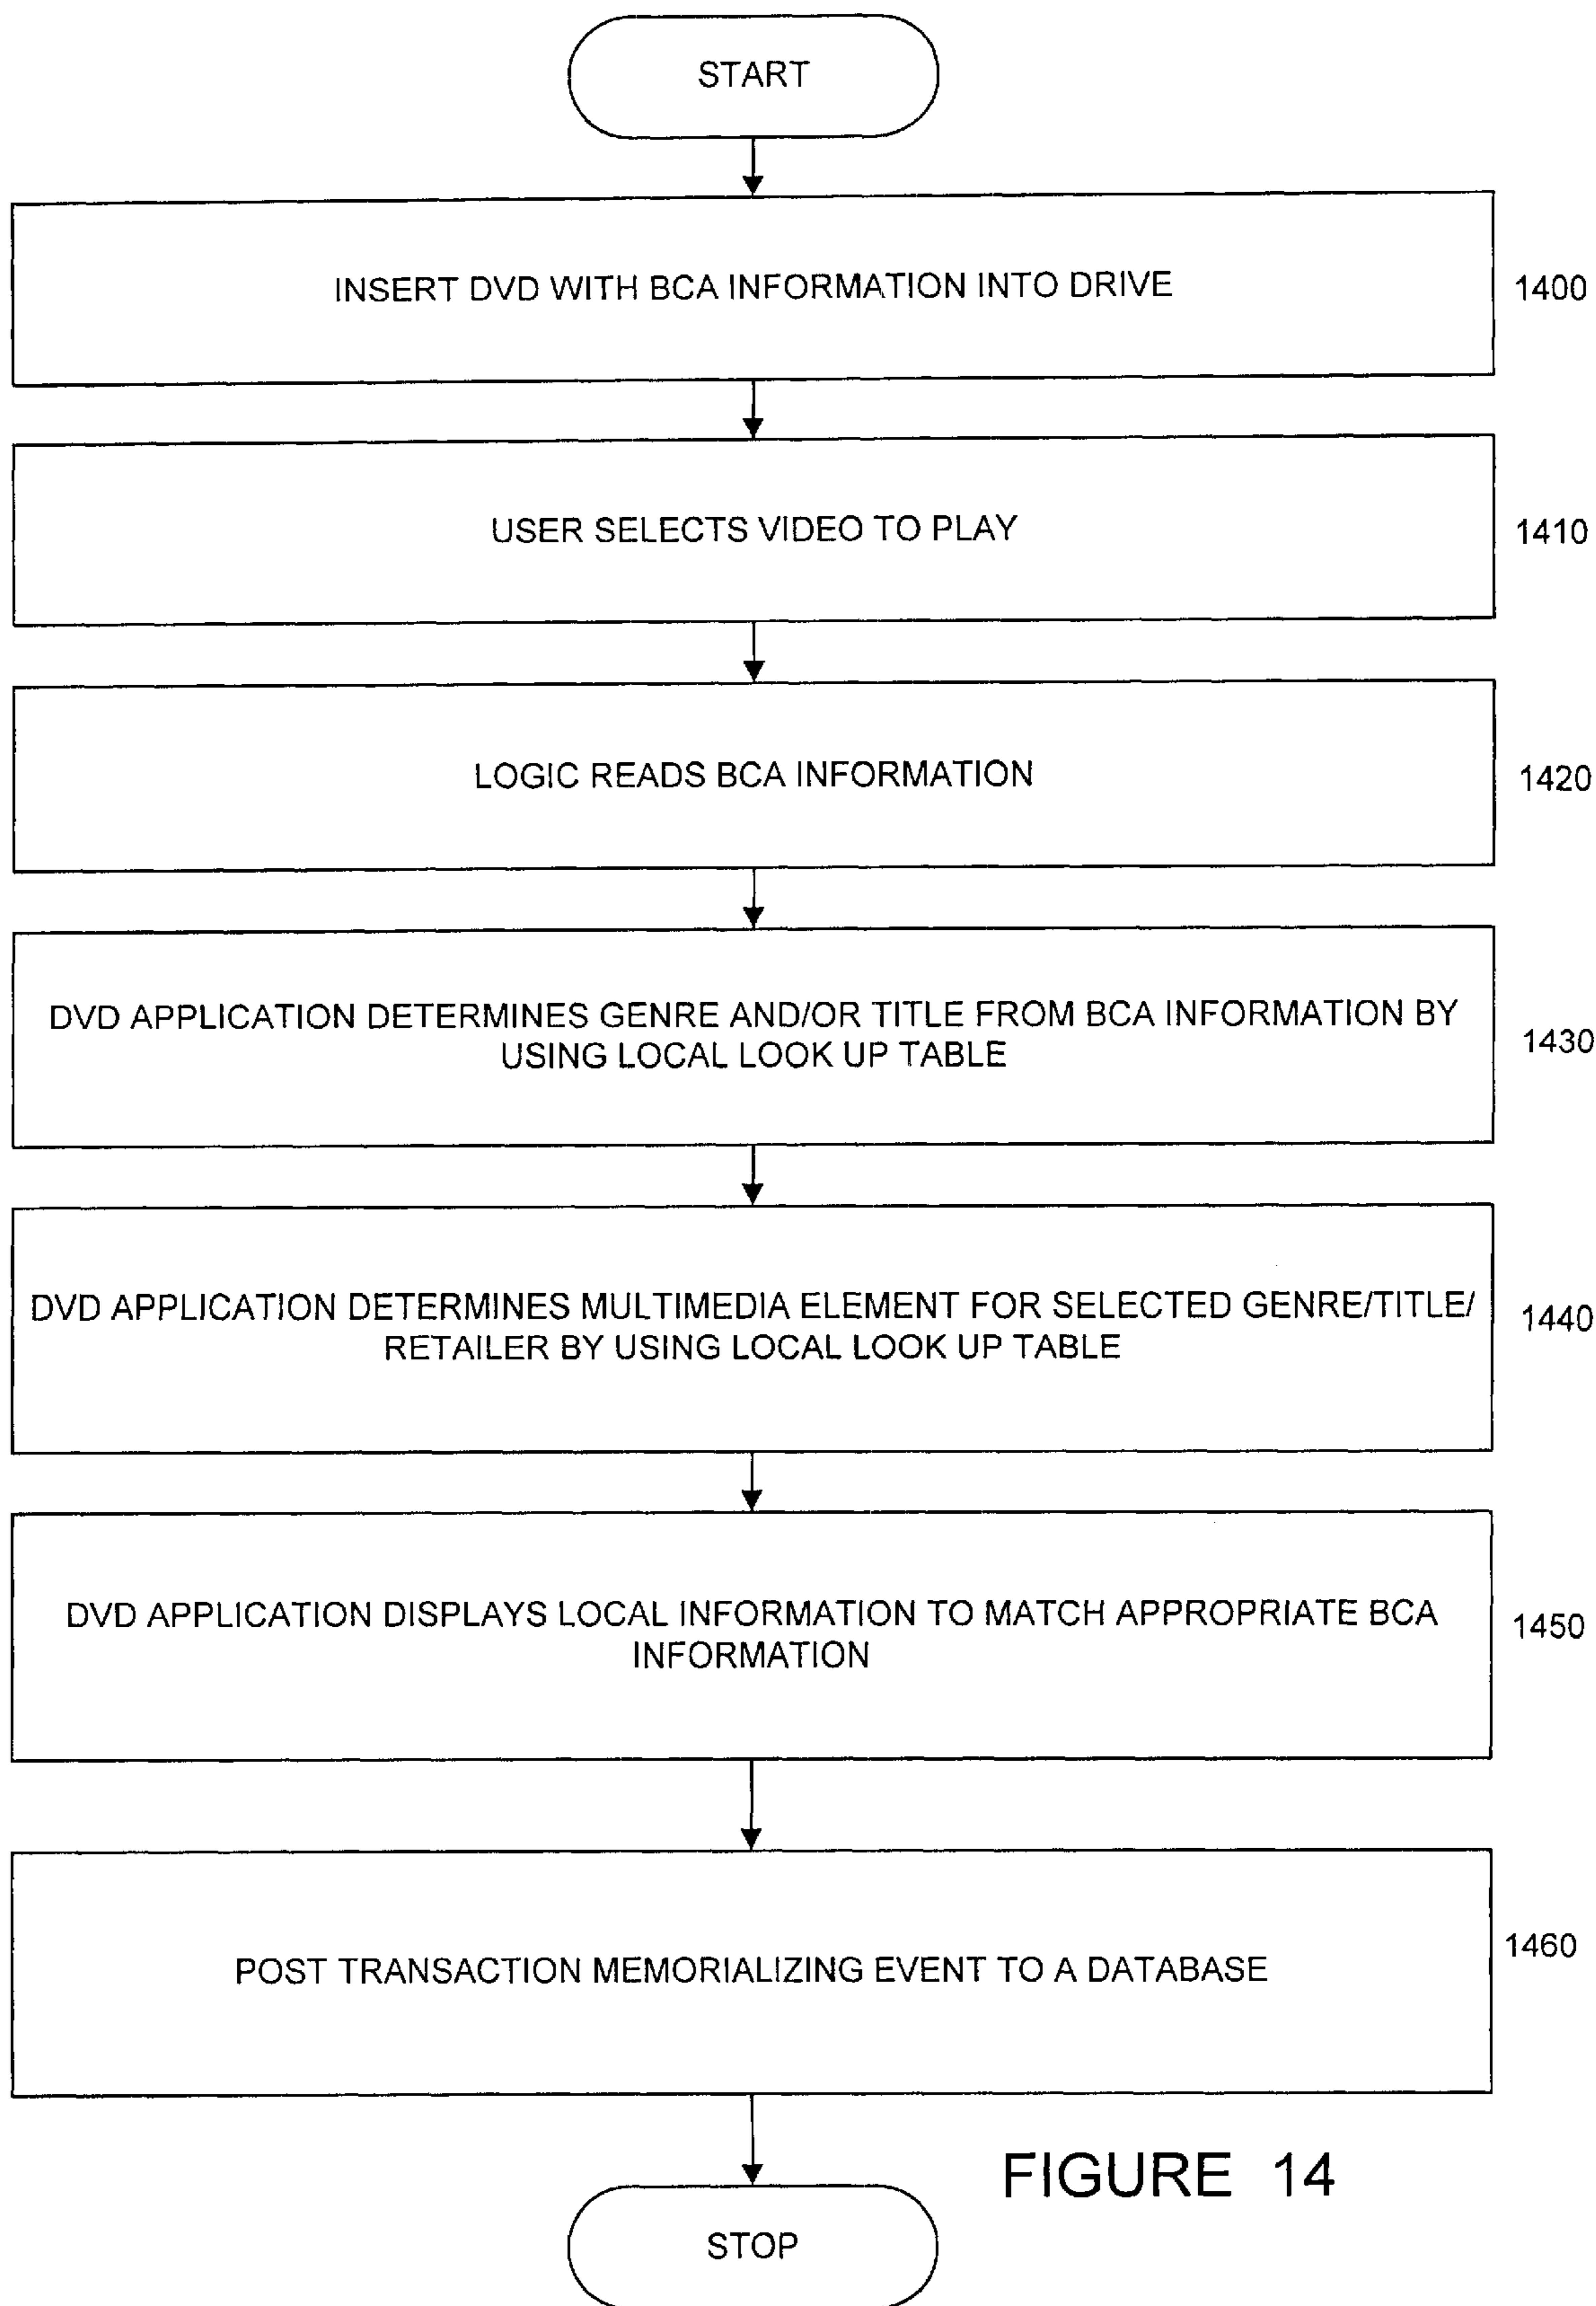 START
INSERT DVD WITH BCA INFORMATION INTO DRIVE
1400
USER SELECTS VIDEO TO PLAY
1410
LOGIC READS BCA INFORMATION
1420
DVD APPLICATION DETERMINES GENRE AND/OR TITLE FROM BCA INFORMATION BY
USING LOCAL LOOK UP TABLE
1430
DVD APPLICATION DETERMINES MULTIMEDIA ELEMENT FOR SELECTED GENRE/TITLE/
RETAILER BY USING LOCAL LOOK UP TABLE
1440
DVD APPLICATION DISPLAYS LOCAL INFORMATION TO MATCH APPROPRIATE BCA
INFORMATION
1450
POST TRANSACTION MEMORIALIZING EVENT TO A DATABASE
1460
FIGURE 14
STOP